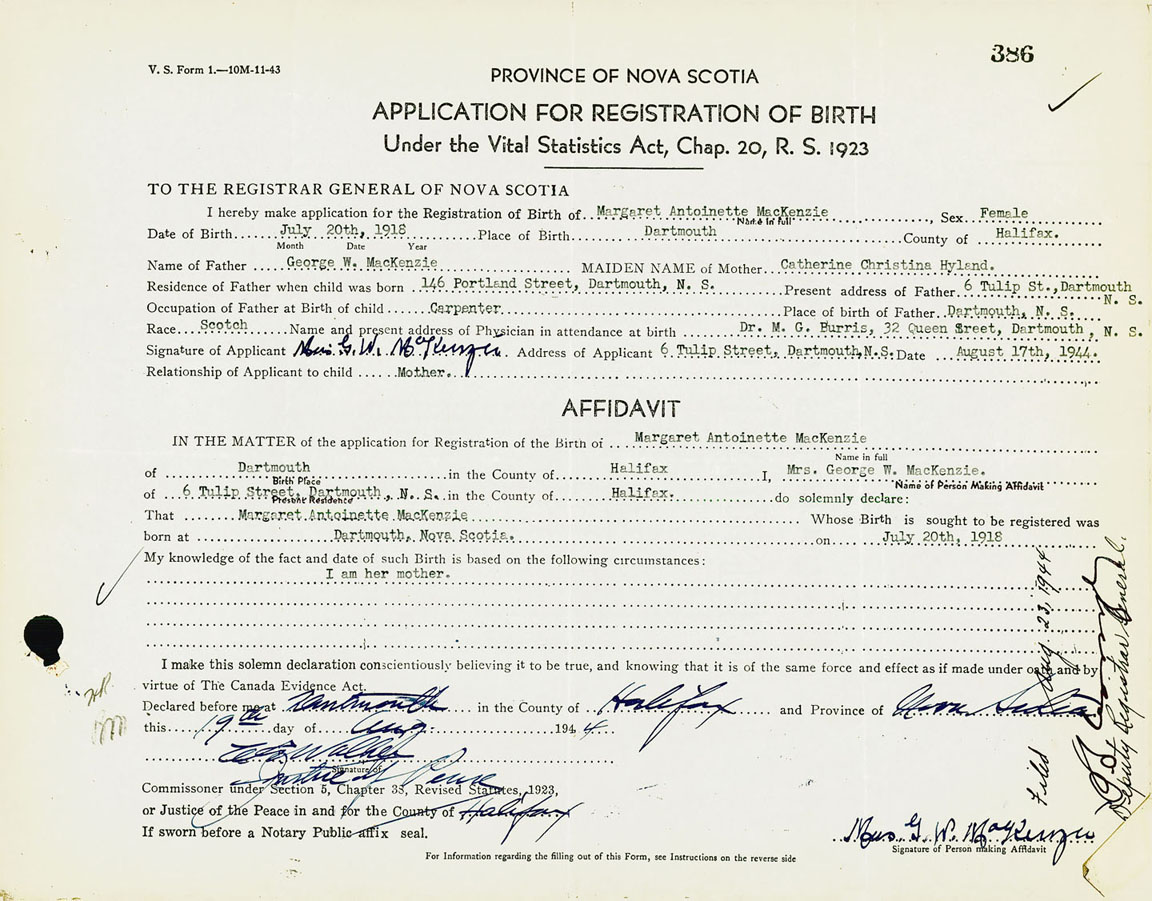 386
V. S. Form 1.—10M-11-43
PROVINCE OF NOVA SCOTIA
APPLICATION FOR REGISTRATION OF BIRTH
Under the Vital Statistics Act, Chap. 20, R. S. 1923
TO THE REGISTRAR GENERAL OF NOVA SCOTIA
I hereby make application for the Registration of Birth of Margaret Antoinette MacKenzie, Sex Female
Name in full
Date of Birth July 20th, 1918 Place of Birth Dartmouth County of Halifax.
Month Date Year
Name of Father George W. MacKenzie MAIDEN NAME of Mother Catherine Christina Hyland.
Residence of Father when child was born 146 Portland Street, Dartmouth, N. S. Present address of Father 6 Tulip St., Dartmouth N. S.
Occupation of Father at Birth of child Carpenter Place of birth of Father Dartmouth, N. S.
Race Scotch Name and present address of Physician in attendance at birth Dr. M. G. Burris, 32 Queen Sreet, Dartmouth, N. S.
Signature of Applicant Mrs. G. W. MacKenzie. Address of Applicant 6 Tulip Street, Dartmouth, N.S. Date August 17th, 1944.
Relationship of Applicant to child Mother.
AFFIDAVIT
IN THE MATTER of the application for Registration of the Birth of Margaret Antoinette MacKenzie
Name in full
of Dartmouth in the County of Halifax I, Mrs. George W. MacKenzie.
Birth Place Name of Person Making Affidavit
of 6 Tulip Street, Dartmouth, N. S. in the County of Halifax. do solemnly declare:
Present Residence
That Margaret Antoinette MacKenzie Whose Birth is sought to be registered was
born at Dartmouth, Nova Scotia. on July 20th, 1918
My knowledge of the fact and date of such Birth is based on the following circumstances:
I am her mother.
I make this solemn declaration conscientiously believing it to be true, and knowing that it is of the same force and effect as if made under oath and by
virtue of The Canada Evidence Act.
Declared before me at Dartmouth in the County of Halifax and Province of Nova Scotia
this 19th day of Aug 1944
Walker
Justice of Peace
Signature of
Commissoner under Section 5, Chapter 33, Revised Statutes, 1923,
or Justice of the Peace in and for the County of Halifax
If sworn before a Notary Public affix seal.
Mrs. G. W. MacKenzie
Signature of Person making Affidavit
For Information regarding the filling out of this Form, see Instructions on the reverse side
Filed Aug. 23, 1944
Deputy Registrar General.